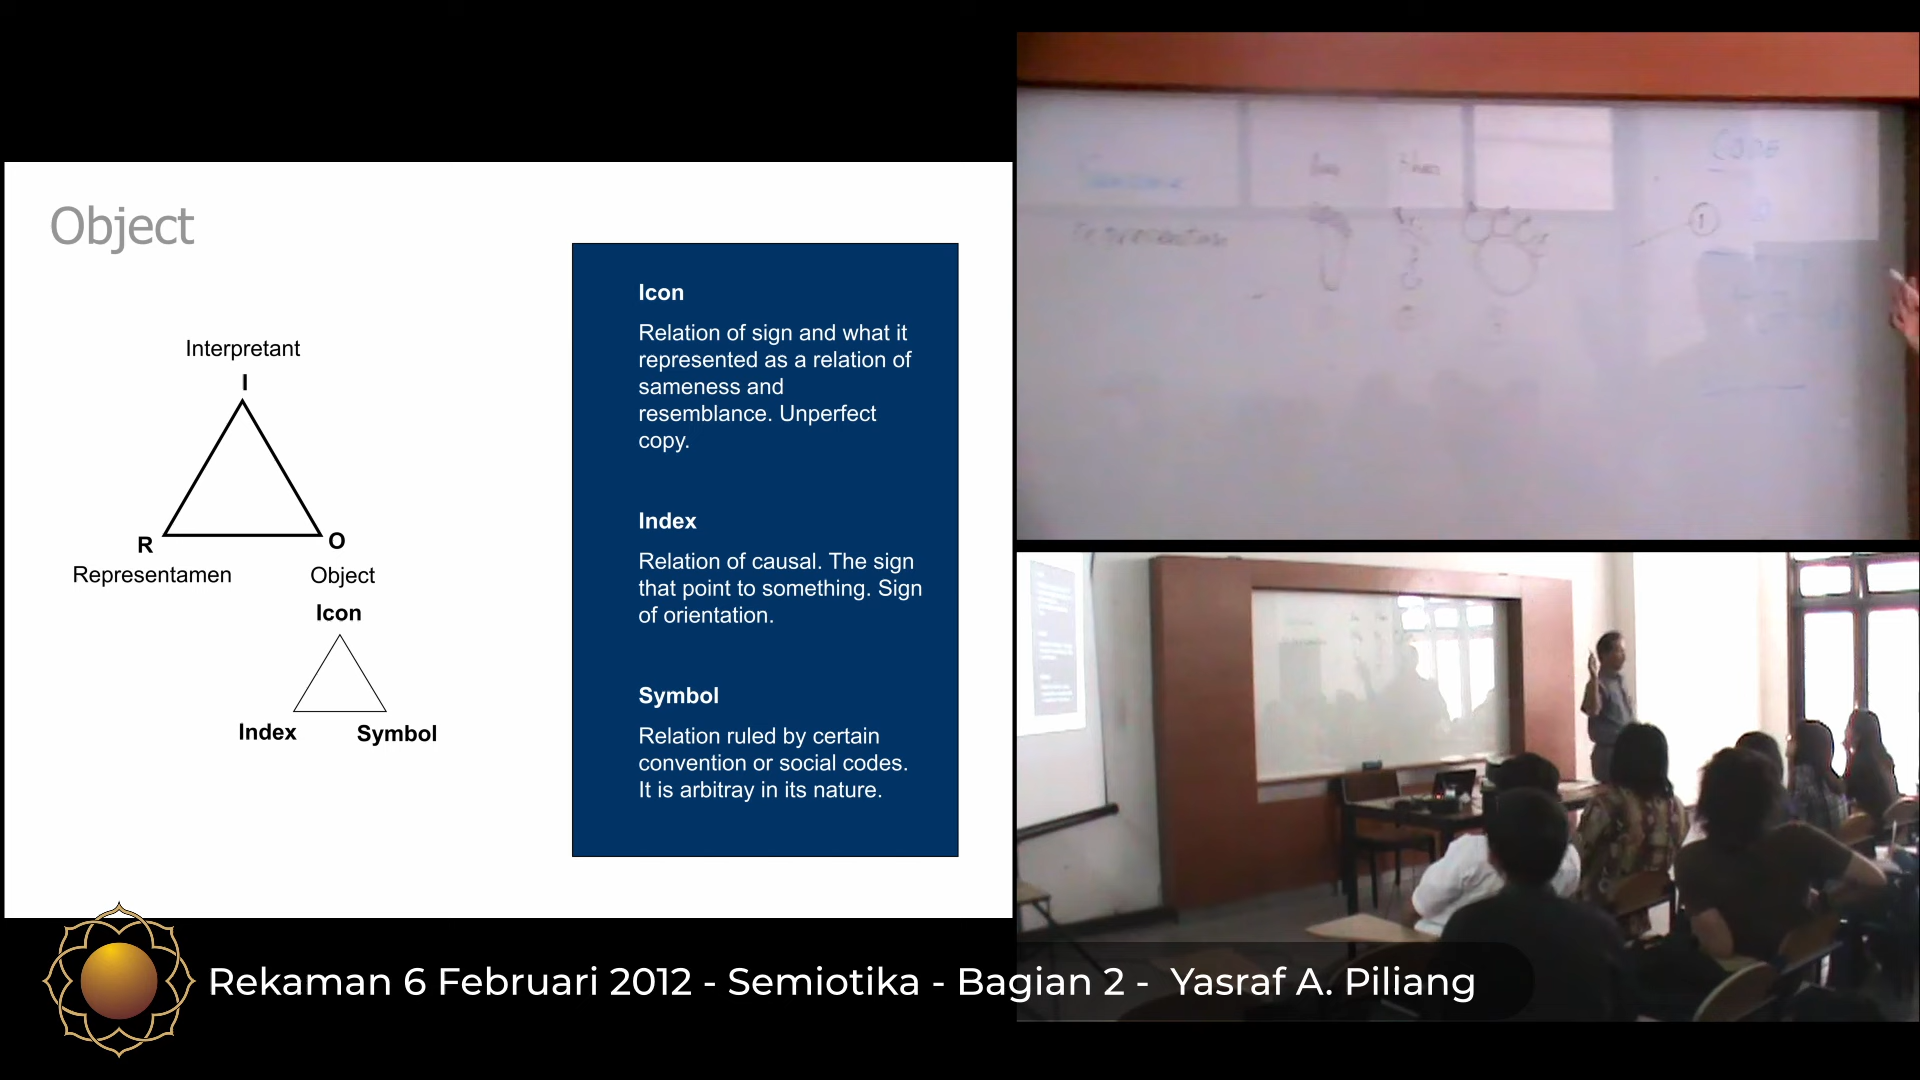 Object
Interpretant
I
R
O
Representamen
Object
Icon
Index
Symbol
Icon
Relation of sign and what it
represented as a relation of
sameness and
resemblance. Unperfect
copy.
Index
Relation of causal. The sign
that point to something. Sign
of orientation.
Symbol
Relation ruled by certain
convention or social codes.
It is arbitray in its nature.
Code
1
Rekaman 6 Februari 2012 - Semiotika - Bagian 2 - Yasraf A. Piliang